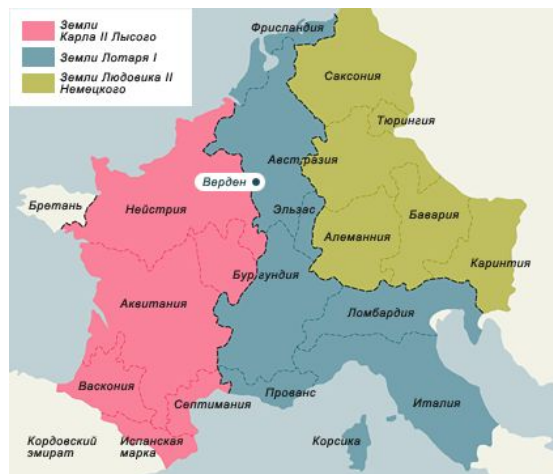 Земли
Карла II Лысого
Земли Лотаря I
Земли Людовика II
Немецкого
Фрисландия
Саксония
Тюрингия
Австразия
Верден
Бретань
Нейстрия
Эльзас
Бавария
Алеманния
Каринтия
Бургундия
Аквитания
Ломбардия
Васкония
Септимания
Прованс
Италия
Кордовский
эмират
Испанская
марка
Корсика